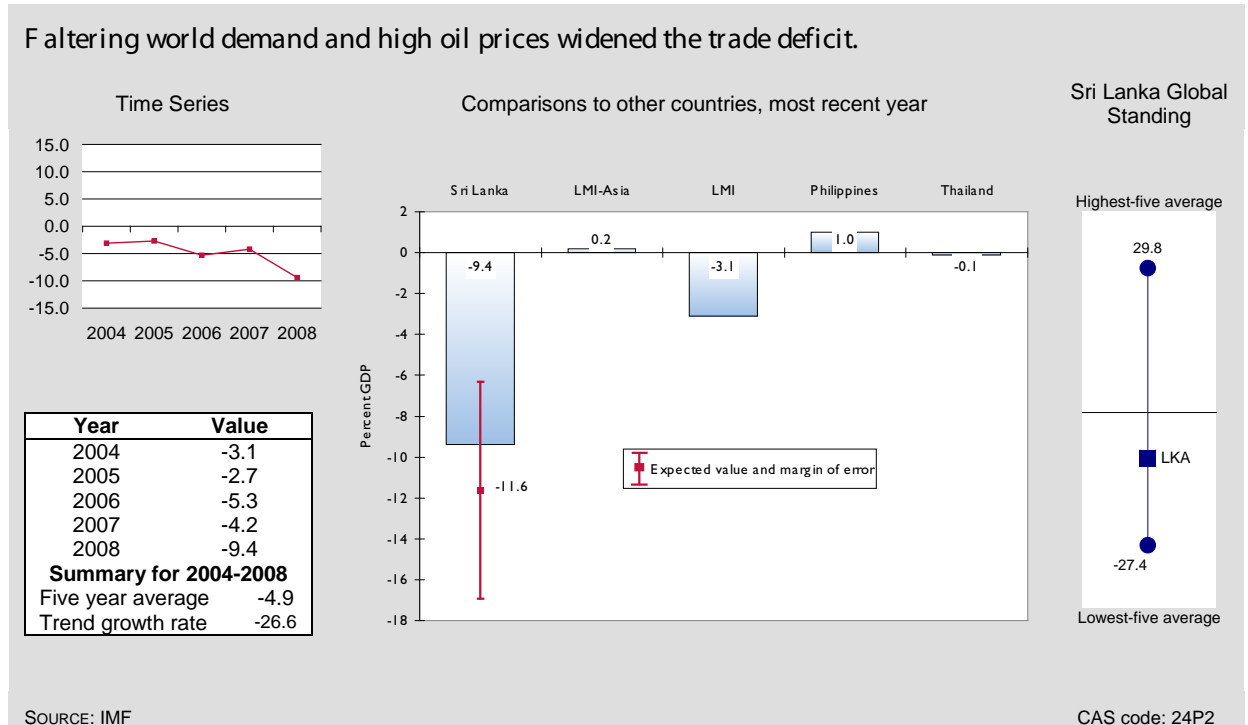 F altering world demand and high oil prices widened the trade deficit.
Time Series
15.0
10.0
5.0
0.0
-5.0
-10.0
-15.0
2004 2005 2006 2007 2008
Year Value
2004 -3.1
2005 -2.7
2006 -5.3
2007 -4.2
2008 -9.4
Summary for 2004-2008
Five year average -4.9
Trend growth rate -26.6
Comparisons to other countries, most recent year
Sri Lanka LMI-Asia LMI Philippines Thailand
Percent GDP
2
0
-2
-4
-6
-8
-10
-12
-14
-16
-18
-9.4
0.2
-3.1
1.0
-0.1
-11.6
Expected value and margin of error
Sri Lanka Global
Standing
Highest-five average
29.8
LKA
-27.4
Lowest-five average
SOURCE: IMF
CAS code: 24P2